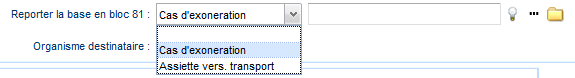 Reporter la base en bloc 81 : Cas d'exoneration
Cas d'exoneration
Organisme destinataire :
Assiette vers. transport